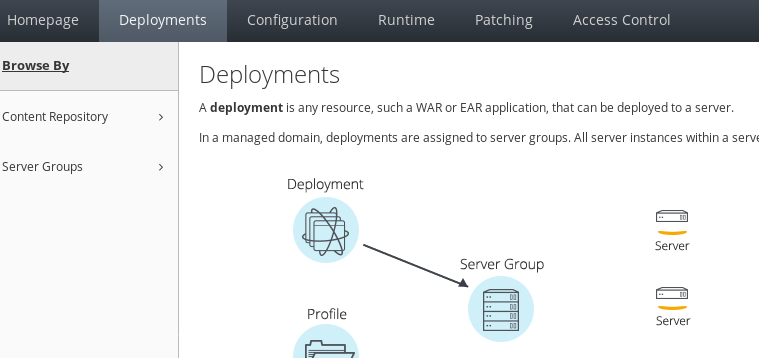 Homepage Deployments Configuration Runtime Patching Access Control
Browse By
Content Repository
Server Groups
Deployments
A deployment is any resource, such a WAR or EAR application, that can be deployed to a server.
In a managed domain, deployments are assigned to server groups. All server instances within a serve
Deployment
Server
Server Group
Profile
Server